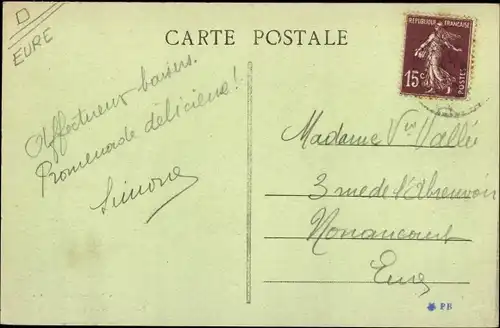 EURE
CARTE POSTALE
REPUBLIQUE FRANÇAISE
15c
POSTES
Affectueux baisers.
Promenade délicieuse!
Simone
Madame Vve Vallée
3 rue de l'Abreuvoir
Nonancourt
Eure
PB